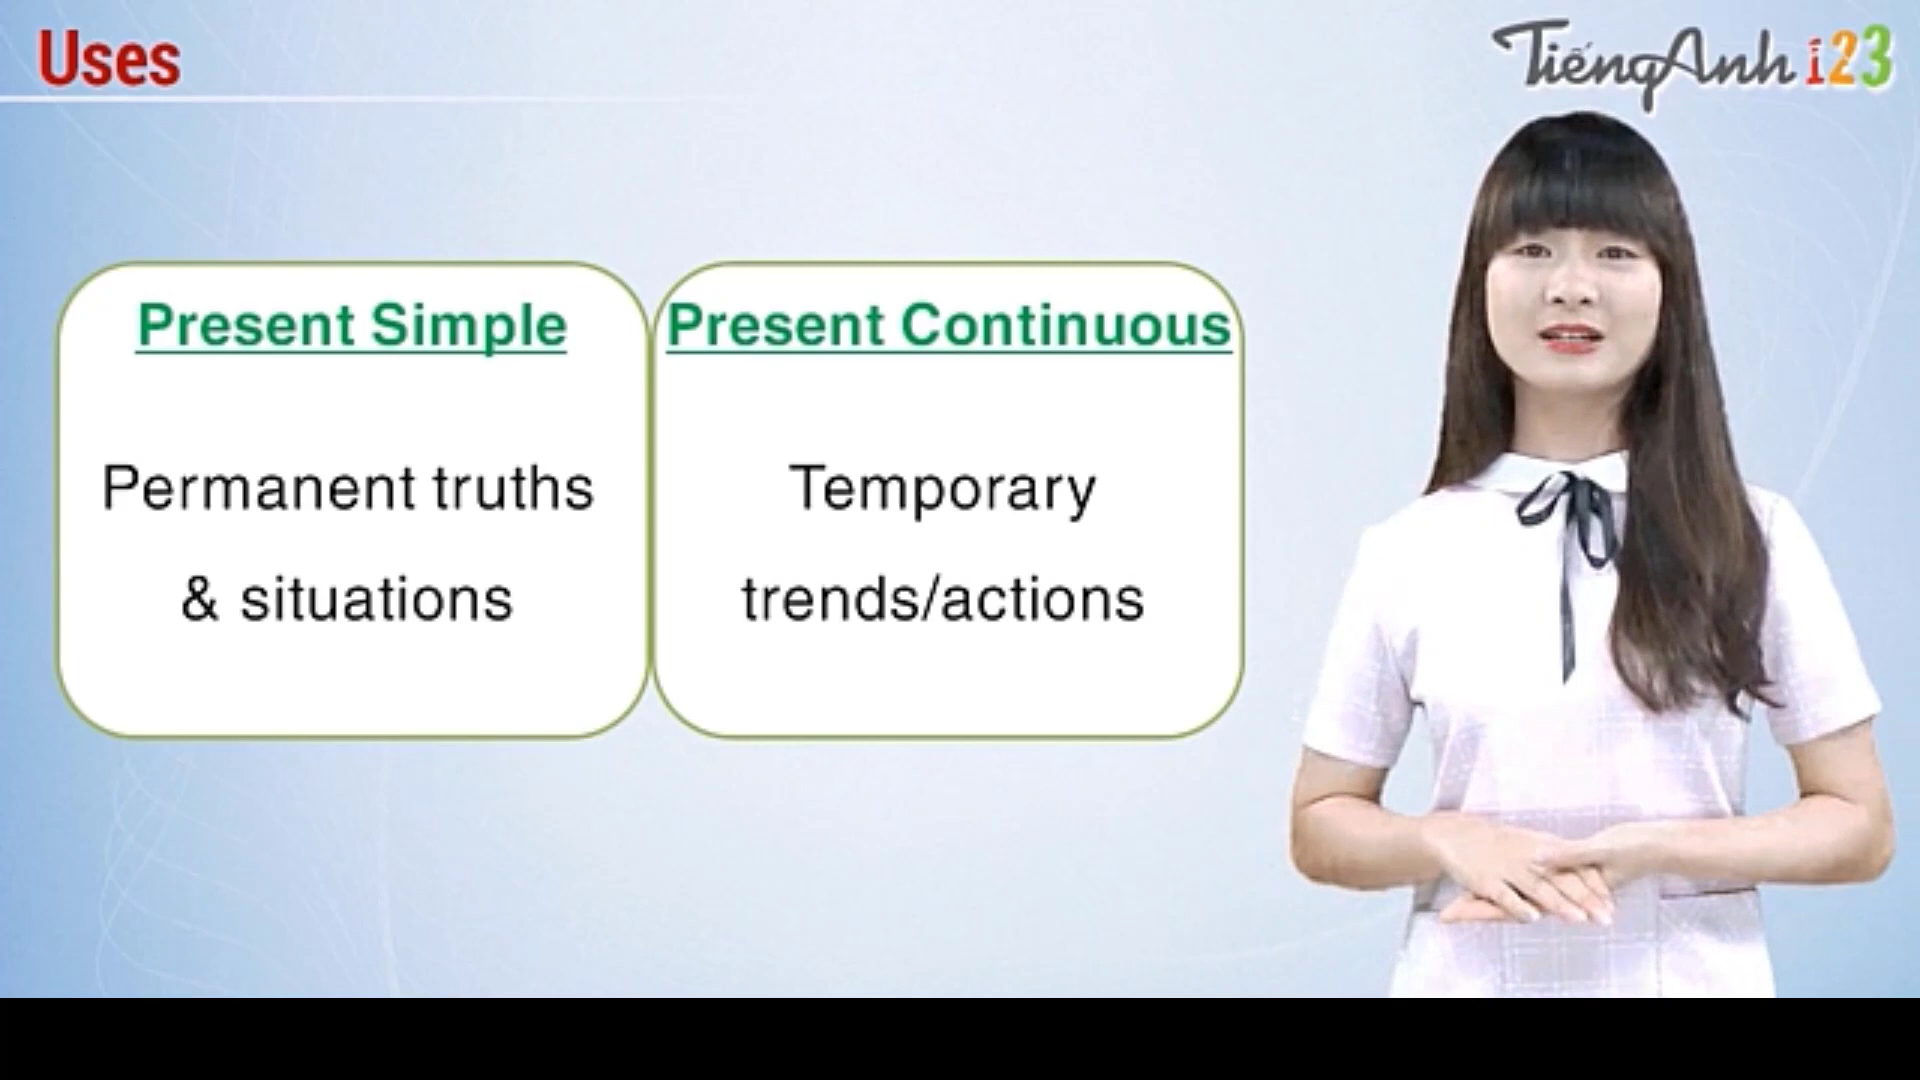 Uses
TiếngAnh123
Present Simple
Permanent truths
& situations
Present Continuous
Temporary
trends/actions